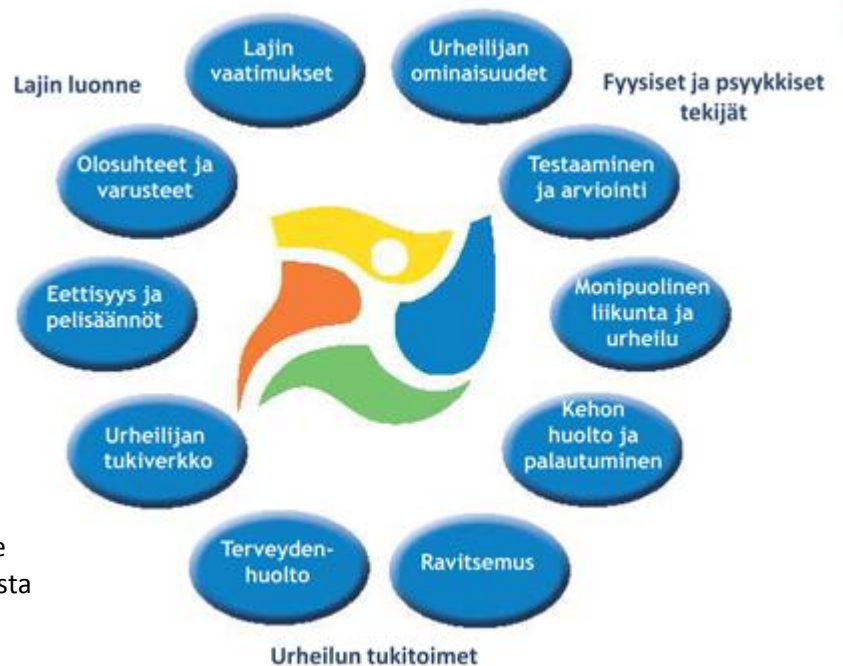 Lajin
vaatimukset
Urheilijan
ominaisuudet
Lajin luonne
Fyysiset ja psyykkiset
tekijät
Olosuhteet ja
varusteet
Testaaminen
ja arviointi
Eettisyys ja
pelisäännöt
Monipuolinen
liikunta ja
urheilu
Urheilijan
tukiverkko
Kehon
huolto ja
palautuminen
Terveyden-
huolto
Ravitsemus
Urheilun tukitoimet